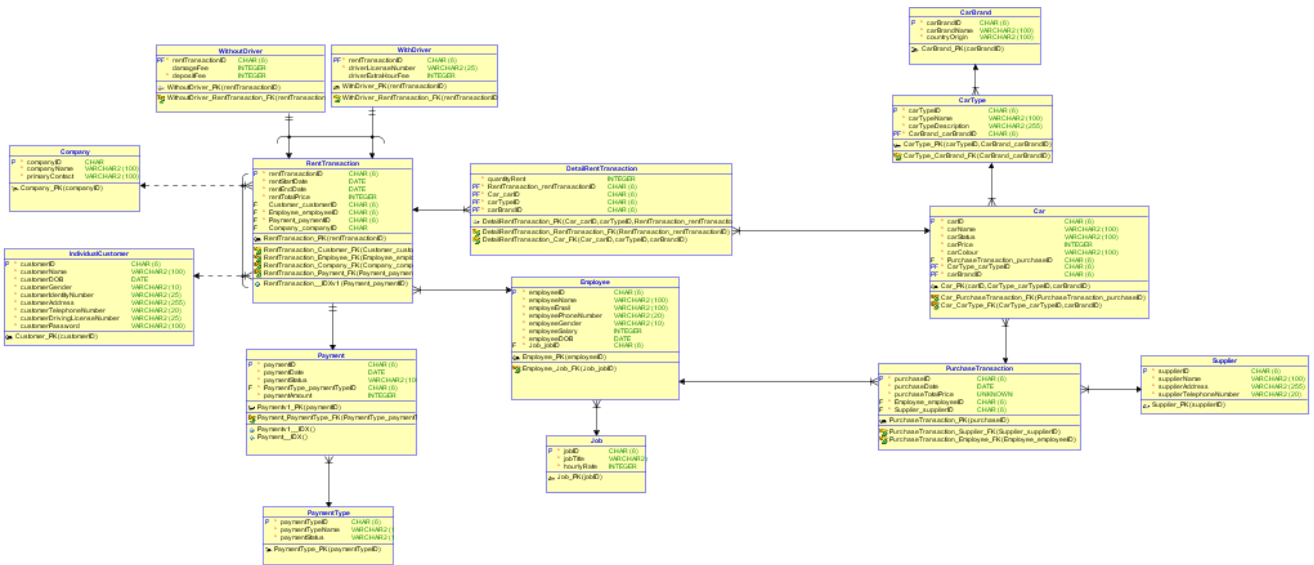 CarBrand
P * carBrandID CHAR (6)
* carBrandName VARCHAR2 (100)
* countryOrigin VARCHAR2 (100)
CarBrand_PK(carBrandID)
WithoutDriver
PF * rentTransactionID CHAR (6)
damageFee INTEGER
* depositFee INTEGER
WithoutDriver_PK(rentTransactionID)
WithoutDriver_RentTransaction_FK(rentTransaction
WithDriver
PF * rentTransactionID CHAR (6)
* driverLicenseNumber VARCHAR2 (25)
driverExtraHourFee INTEGER
WithDriver_PK(rentTransactionID)
WithDriver_RentTransaction_FK(rentTransactionID
CarType
P * carTypeID CHAR (6)
* carTypeName VARCHAR2 (100)
* carTypeDescription VARCHAR2 (255)
PF * CarBrand_carBrandID CHAR (6)
CarType_PK(carTypeID, CarBrand_carBrandID)
CarType_CarBrand_FK(CarBrand_carBrandID)
Company
P * companyID CHAR
* companyName VARCHAR2 (100)
* primaryContact VARCHAR2 (100)
Company_PK(companyID)
RentTransaction
P * rentTransactionID CHAR (6)
* rentStartDate DATE
* rentEndDate DATE
* rentTotalPrice INTEGER
F Customer_customerID CHAR (6)
F * Employee_employeeID CHAR (6)
F * Payment_paymentID CHAR (6)
F Company_companyID CHAR
RentTransaction_PK(rentTransactionID)
RentTransaction_Customer_FK(Customer_custo
RentTransaction_Employee_FK(Employee_emplo
RentTransaction_Company_FK(Company_comp
RentTransaction_Payment_FK(Payment_paymen
RentTransaction__IDXv1(Payment_paymentID)
DetailRentTransaction
* quantityRent INTEGER
PF * RentTransaction_rentTransactionID CHAR (6)
PF * Car_carID CHAR (6)
PF * carTypeID CHAR (6)
PF * carBrandID CHAR (6)
DetailRentTransaction_PK(Car_carID, carTypeID, RentTransaction_rentTransactio
DetailRentTransaction_RentTransaction_FK(RentTransaction_rentTransactionID)
DetailRentTransaction_Car_FK(Car_carID, carTypeID, carBrandID)
Car
P * carID CHAR (6)
* carName VARCHAR2 (100)
* carStatus VARCHAR2 (100)
* carPrice INTEGER
* carColour VARCHAR2 (100)
F * PurchaseTransaction_purchaseID CHAR (6)
PF * CarType_carTypeID CHAR (6)
PF * carBrandID CHAR (6)
Car_PK(carID, CarType_carTypeID, carBrandID)
Car_PurchaseTransaction_FK(PurchaseTransaction_purchaseID)
Car_CarType_FK(CarType_carTypeID, carBrandID)
IndividualCustomer
P * customerID CHAR (6)
* customerName VARCHAR2 (100)
* customerDOB DATE
* customerGender VARCHAR2 (10)
* customerIdentityNumber VARCHAR2 (25)
* customerAddress VARCHAR2 (255)
* customerTelephoneNumber VARCHAR2 (20)
* customerDrivingLicenseNumber VARCHAR2 (25)
* customerPassword VARCHAR2 (100)
Customer_PK(customerID)
Employee
P * employeeID CHAR (6)
* employeeName VARCHAR2 (100)
* employeeEmail VARCHAR2 (100)
* employeePhoneNumber VARCHAR2 (20)
* employeeGender VARCHAR2 (10)
* employeeSalary INTEGER
* employeeDOB DATE
F * Job_jobID CHAR (6)
Employee_PK(employeeID)
Employee_Job_FK(Job_jobID)
Payment
P * paymentID CHAR (6)
* paymentDate DATE
* paymentStatus VARCHAR2 (10
F * PaymentType_paymentTypeID CHAR (6)
* paymentAmount INTEGER
Paymentv1_PK(paymentID)
Payment_PaymentType_FK(PaymentType_payment
Paymentv1__IDX()
Payment__IDX()
PurchaseTransaction
P * purchaseID CHAR (6)
* purchaseDate DATE
* purchaseTotalPrice UNKNOWN
F * Employee_employeeID CHAR (6)
F * Supplier_supplierID CHAR (6)
PurchaseTransaction_PK(purchaseID)
PurchaseTransaction_Supplier_FK(Supplier_supplierID)
PurchaseTransaction_Employee_FK(Employee_employeeID)
Supplier
P * supplierID CHAR (6)
* supplierName VARCHAR2 (100)
* supplierAddress VARCHAR2 (255)
* supplierTelephoneNumber VARCHAR2 (20)
Supplier_PK(supplierID)
Job
P * jobID CHAR (6)
* jobTitle VARCHAR2(
* hourlyRate INTEGER
Job_PK(jobID)
PaymentType
P * paymentTypeID CHAR (6)
* paymentTypeName VARCHAR2 (1
* paymentStatus VARCHAR2 (1
PaymentType_PK(paymentTypeID)